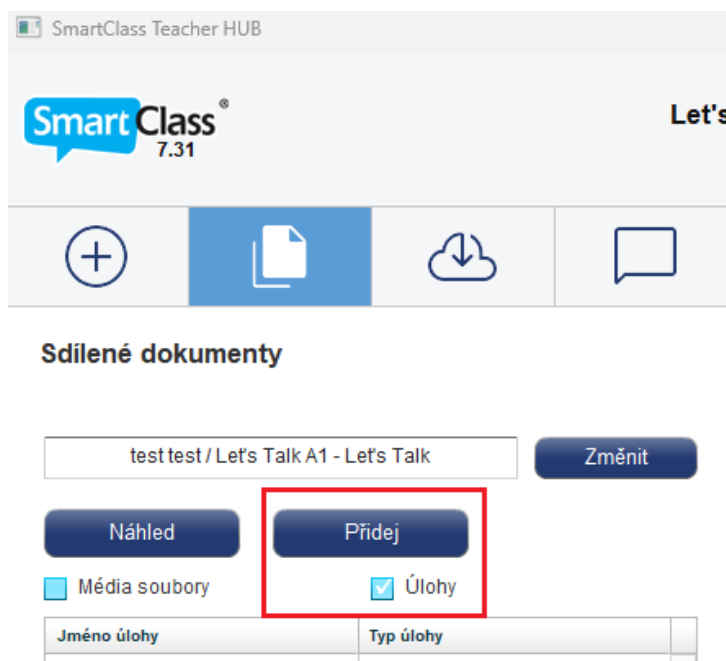 SmartClass Teacher HUB
SmartClass®
7.31
Let's
Sdílené dokumenty
test test / Let's Talk A1 - Let's Talk
Změnit
Náhled
Přidej
Média soubory
Úlohy
Jméno úlohy
Typ úlohy